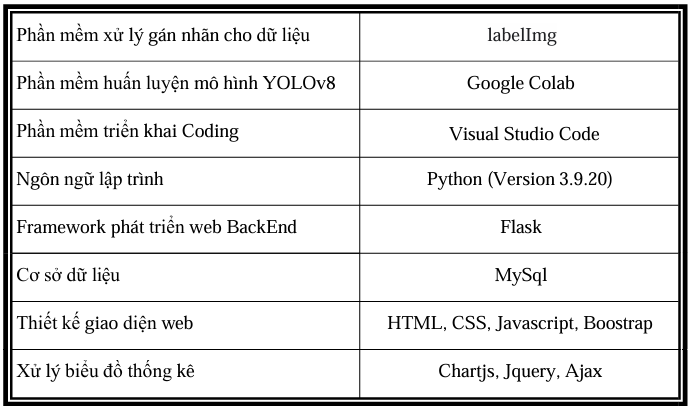 Phần mềm xử lý gán nhãn cho dữ liệu labelImg
Phần mềm huấn luyện mô hình YOLOv8 Google Colab
Phần mềm triển khai Coding Visual Studio Code
Ngôn ngữ lập trình Python (Version 3.9.20)
Framework phát triển web BackEnd Flask
Cơ sở dữ liệu MySql
Thiết kế giao diện web HTML, CSS, Javascript, Boostrap
Xử lý biểu đồ thống kê Chartjs, Jquery, Ajax